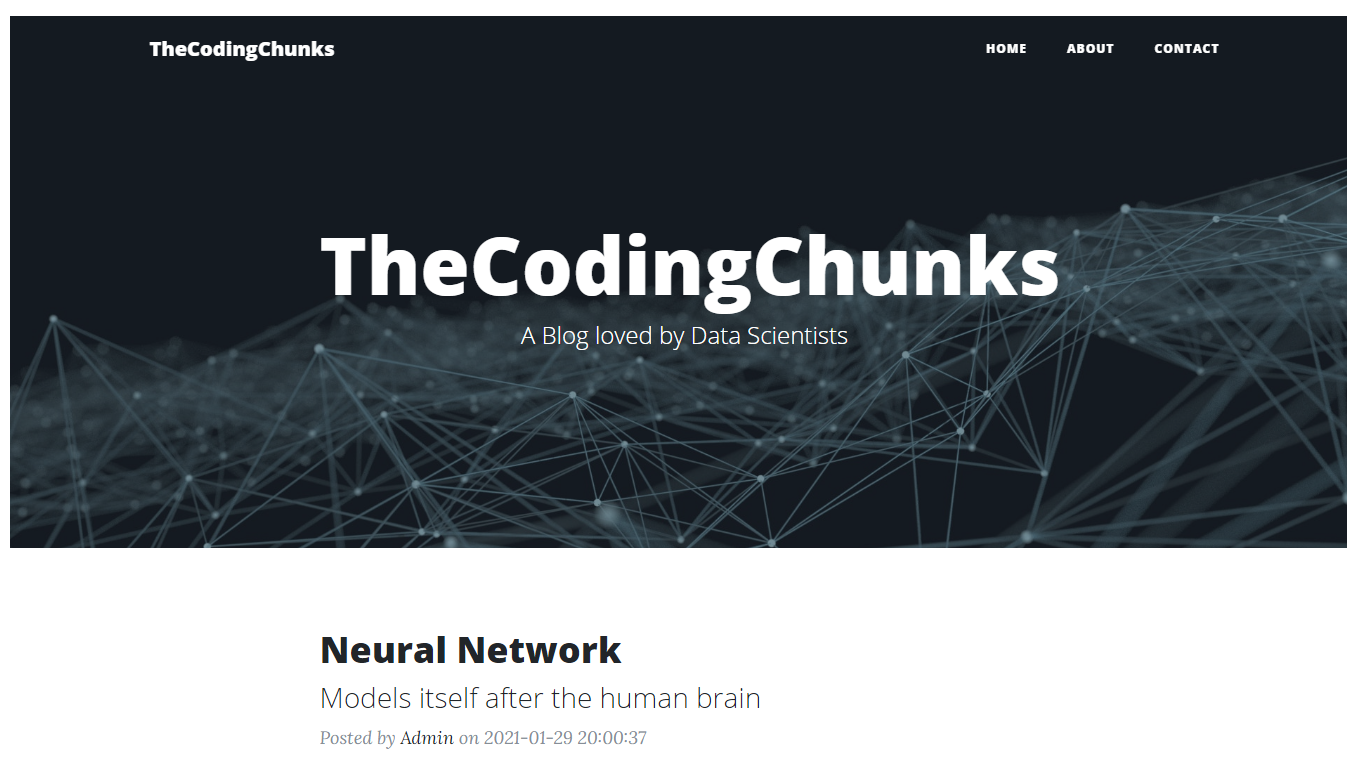 TheCodingChunks
HOME ABOUT CONTACT
TheCodingChunks
A Blog loved by Data Scientists
Neural Network
Models itself after the human brain
Posted by Admin on 2021-01-29 20:00:37